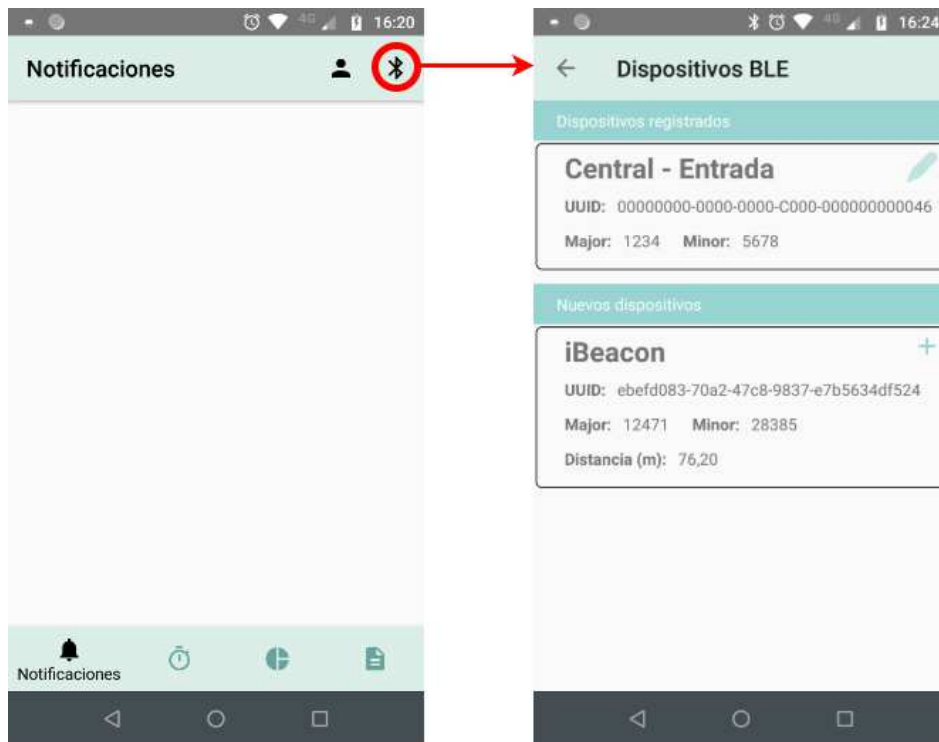 4G 16:20
Notificaciones
Notificaciones
4G 16:24
Dispositivos BLE
Dispositivos registrados
Central - Entrada
UUID: 00000000-0000-0000-C000-000000000046
Major: 1234 Minor: 5678
Nuevos dispositivos
iBeacon
UUID: ebefd083-70a2-47c8-9837-e7b5634df524
Major: 12471 Minor: 28385
Distancia (m): 76,20